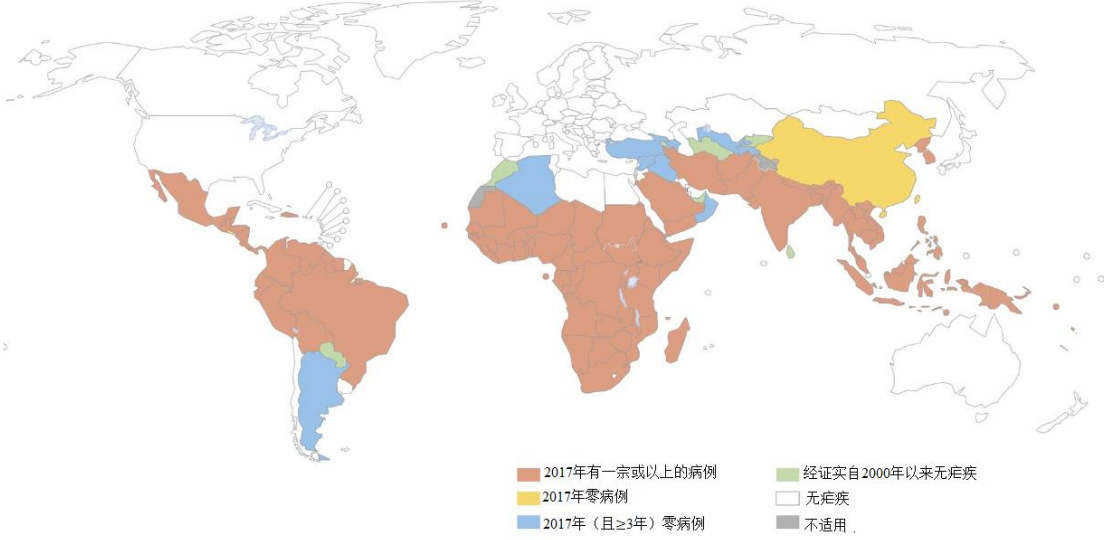 2017年有一宗或以上的病例
2017年零病例
2017年（且≥3年）零病例
经证实自2000年以来无疟疾
无疟疾
不适用 .